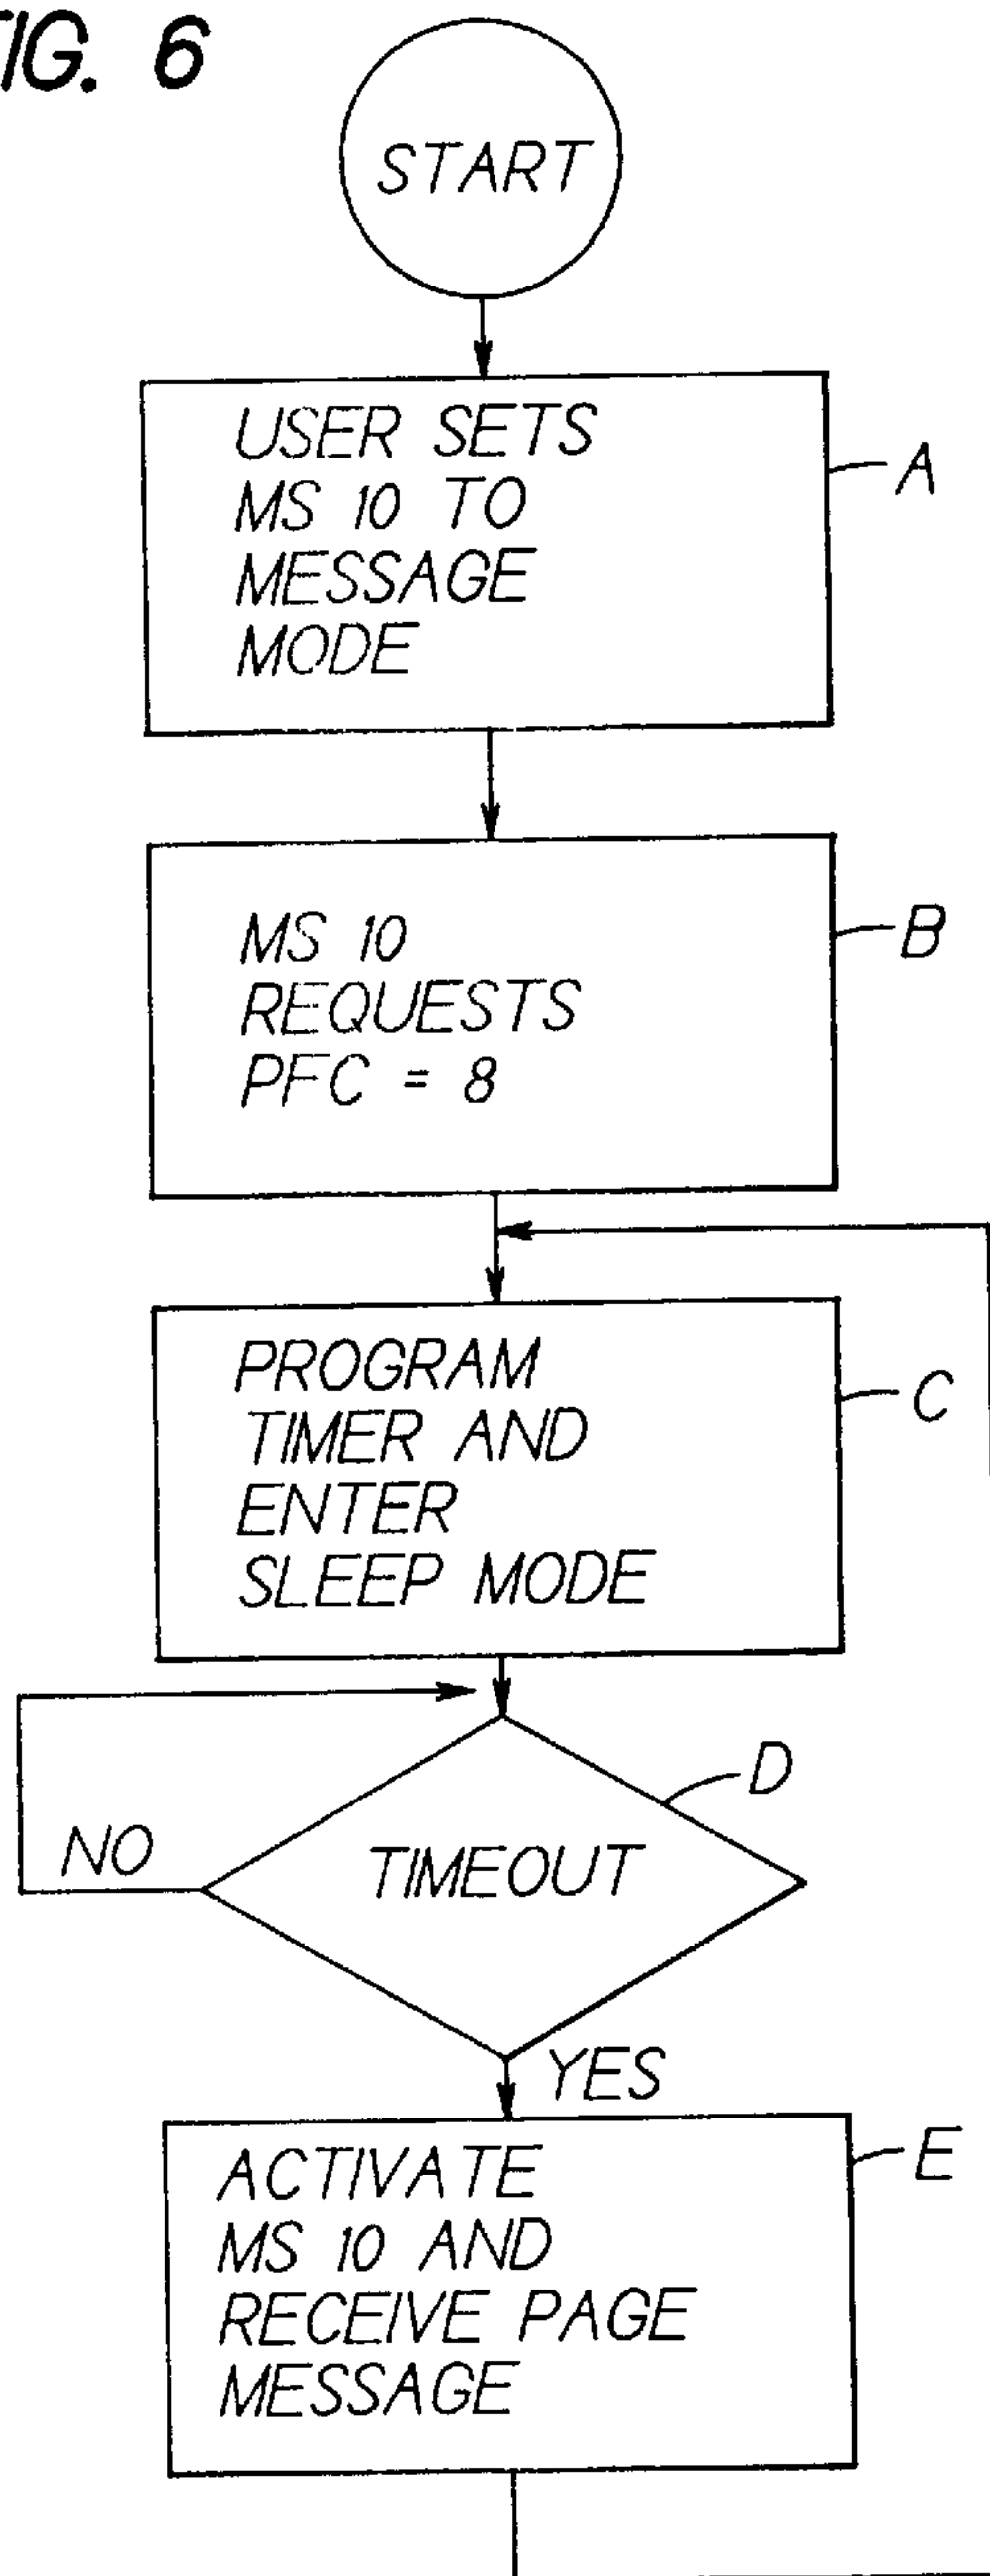 FIG. 6
START
USER SETS
MS 10 TO
MESSAGE
MODE
A
MS 10
REQUESTS
PFC = 8
B
PROGRAM
TIMER AND
ENTER
SLEEP MODE
C
D
TIMEOUT
NO
YES
ACTIVATE
MS 10 AND
RECEIVE PAGE
MESSAGE
E